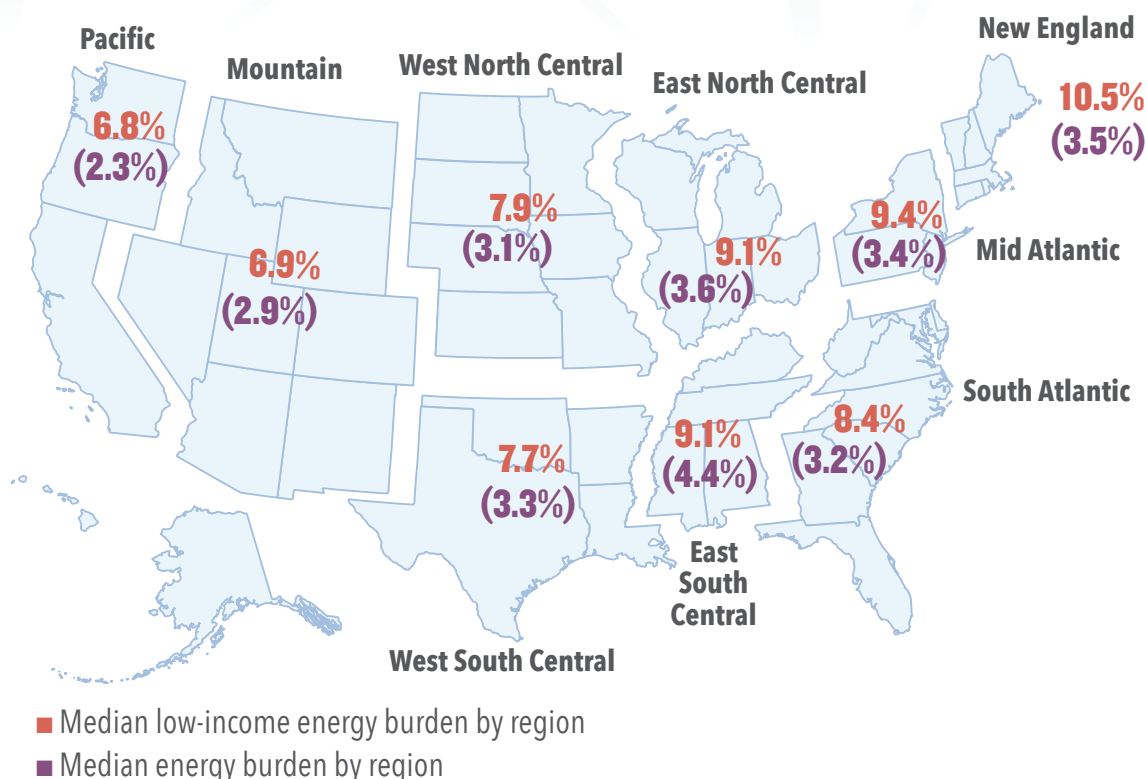 Pacific
6.8%
(2.3%)
Mountain
6.9%
(2.9%)
West North Central
7.9%
(3.1%)
East North Central
9.1%
(3.6%)
New England
10.5%
(3.5%)
9.4%
(3.4%)
Mid Atlantic
South Atlantic
8.4%
(3.2%)
9.1%
(4.4%)
East
South
Central
7.7%
(3.3%)
West South Central
Median low-income energy burden by region
Median energy burden by region